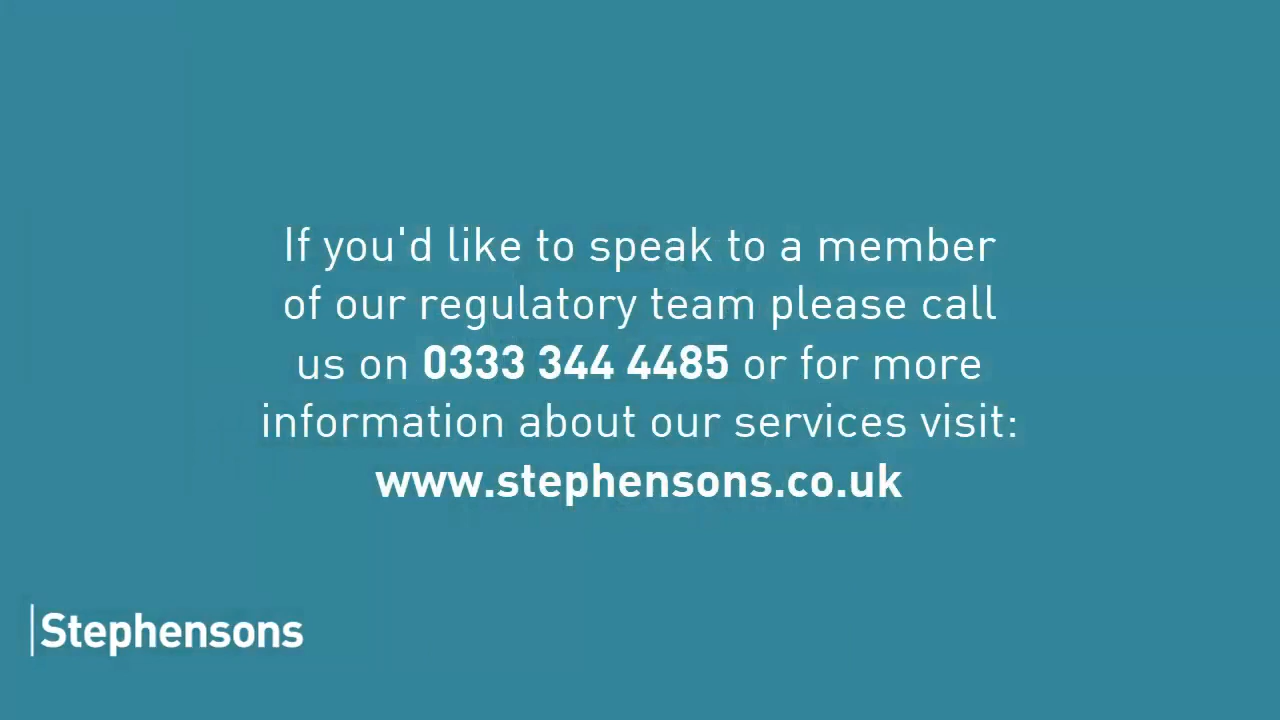 If you'd like to speak to a member
of our regulatory team please call
us on 0333 344 4485 or for more
information about our services visit:
www.stephensons.co.uk
Stephensons